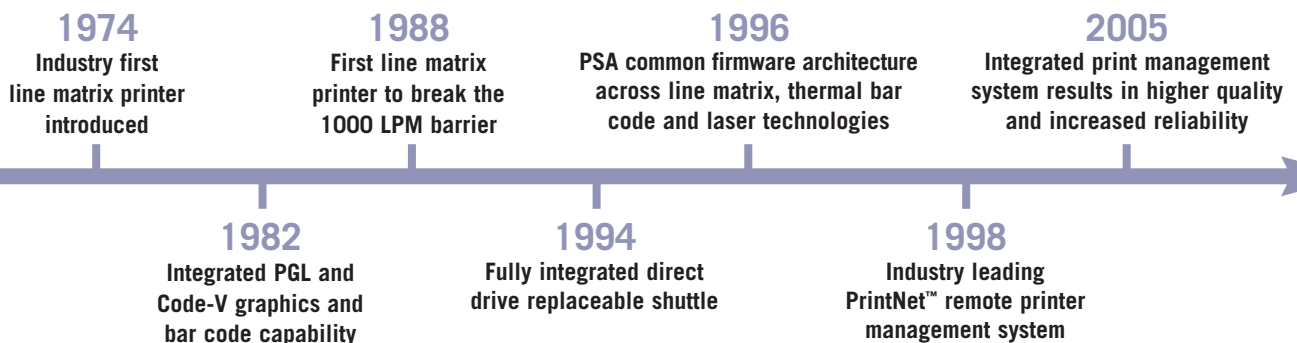 1974
Industry first
line matrix printer
introduced
1982
Integrated PGL and
Code-V graphics and
bar code capability
1988
First line matrix
printer to break the
1000 LPM barrier
1994
Fully integrated direct
drive replaceable shuttle
1996
PSA common firmware architecture
across line matrix, thermal bar
code and laser technologies
1998
Industry leading
PrintNet™ remote printer
management system
2005
Integrated print management
system results in higher quality
and increased reliability